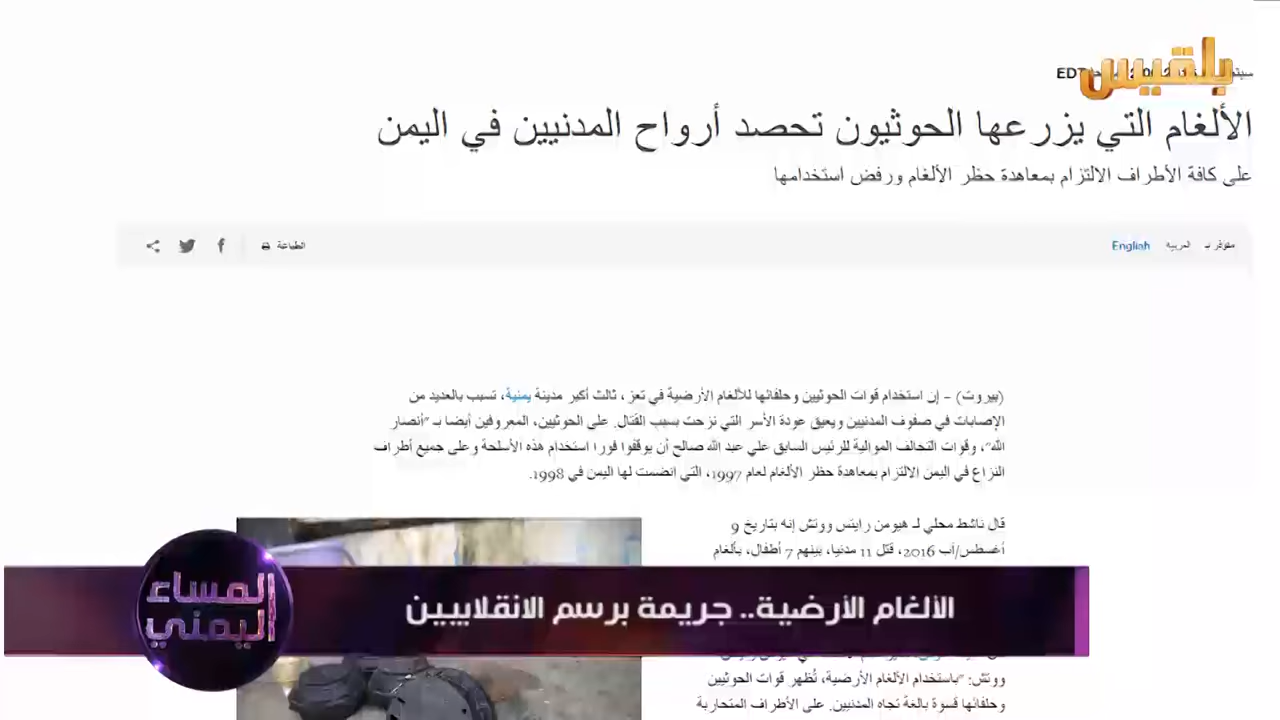 بلقيس
EDT
الألغام التي يزرعها الحوثيون تحصد أرواح المدنيين في اليمن
على كافة الأطراف الالتزام بمعاهدة حظر الألغام ورفض استخدامها
متوفر بـ العربية English
الطباعة
(بيروت) – إن استخدام قوات الحوثيين وحلفائها للألغام الأرضية في تعز، ثالث أكبر مدينة يمنية، تسبب بالعديد من
الإصابات في صفوف المدنيين ويعيق عودة الأسر التي نزحت بسبب القتال. على الحوثيين، المعروفين أيضا بـ "أنصار
الله"، وقوات التحالف الموالية للرئيس السابق علي عبد الله صالح أن يوقفوا فورا استخدام هذه الأسلحة وعلى جميع أطراف
النزاع في اليمن الالتزام بمعاهدة حظر الألغام لعام 1997، التي انضمت لها اليمن في 1998.
قال ناشط محلي لـ هيومن رايتس ووتش إنه بتاريخ 9
أغسطس/آب 2016، قتل 11 مدنيا، بينهم 7 أطفال، بألغام
المساء
اليمني
الألغام الأرضية.. جريمة برسم الانقلابيين
ووتش: "باستخدام الألغام الأرضية، تُظهر قوات الحوثيين
وحلفائها قسوة بالغة تجاه المدنيين. على الأطراف المتحاربة